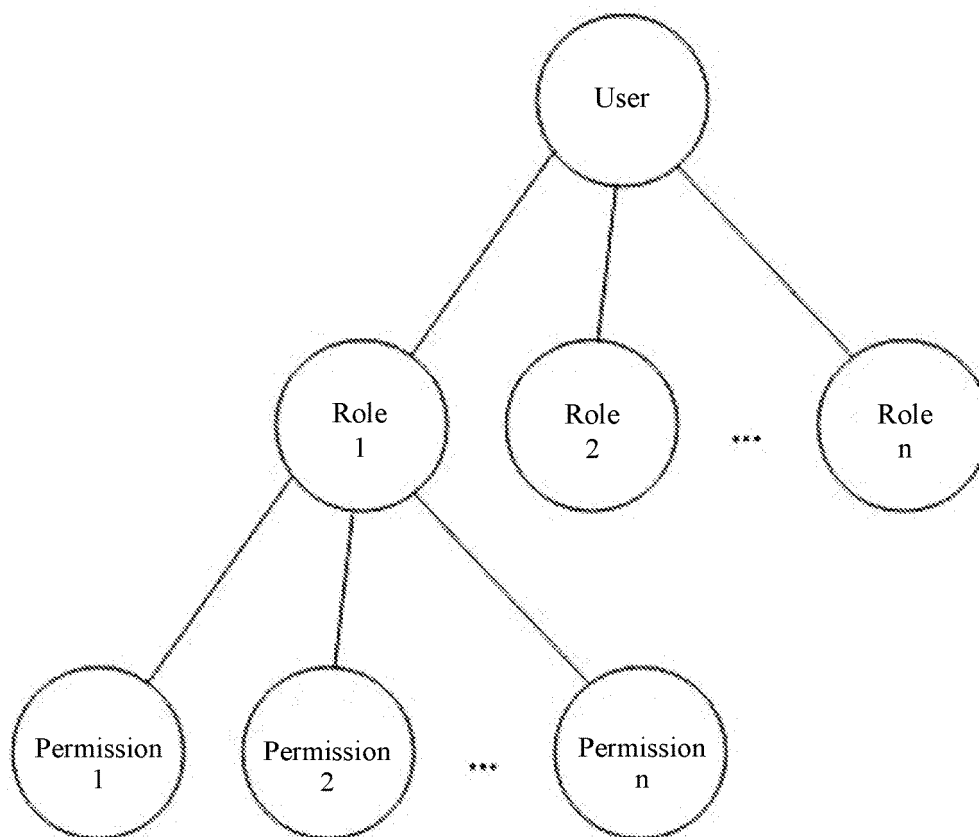 User
Role
1
Role
2
***
Role
n
Permission
1
Permission
2
***
Permission
n